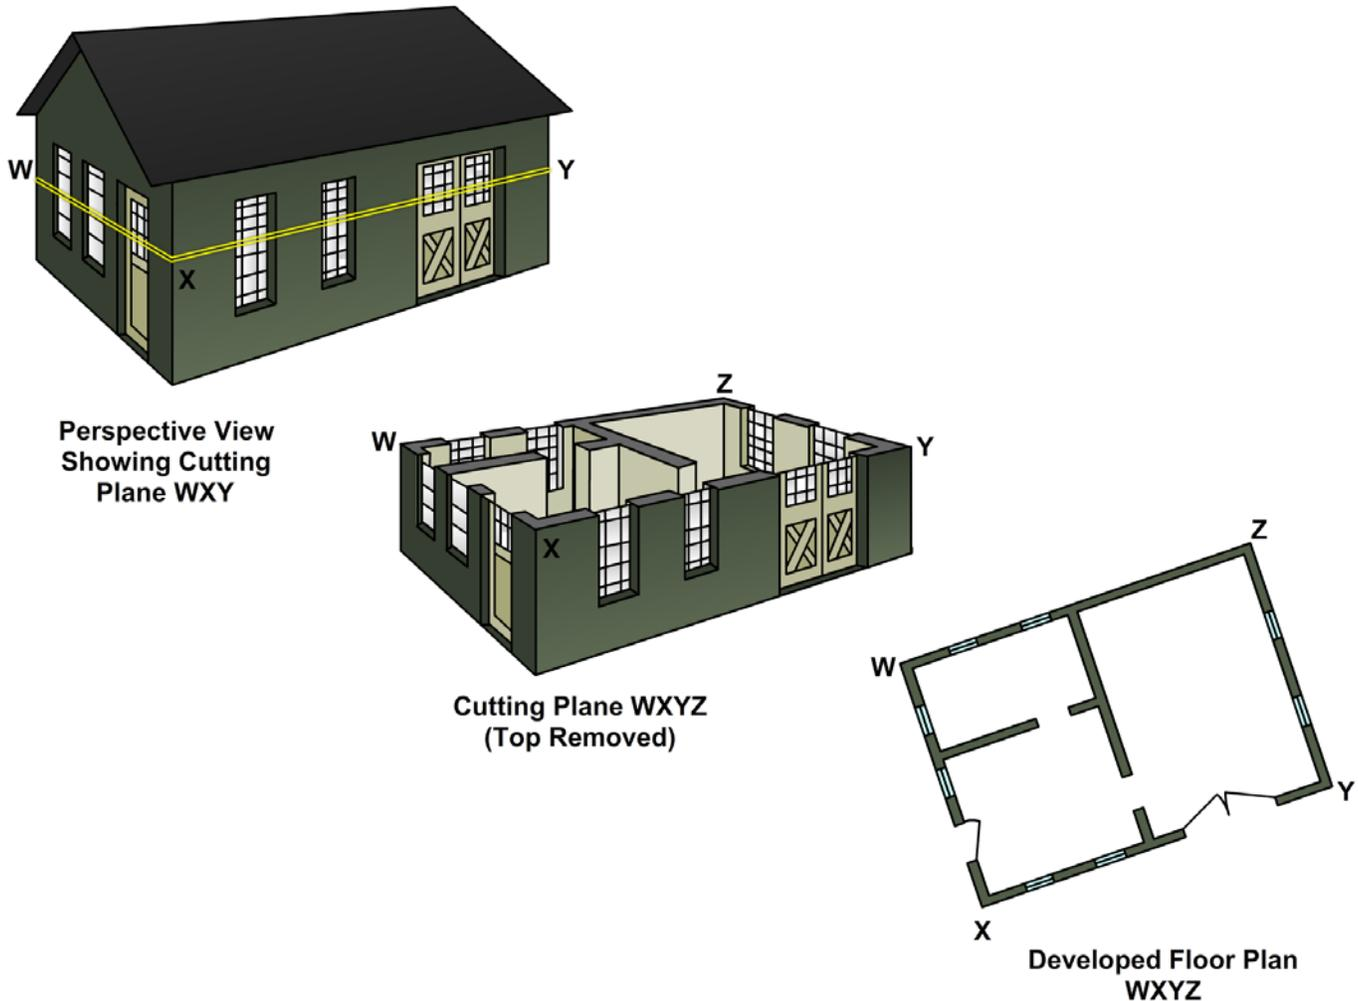 W
Y
X
Perspective View
Showing Cutting
Plane WXY
Z
W
Y
X
Cutting Plane WXYZ
(Top Removed)
Z
W
Y
X
Developed Floor Plan
WXYZ